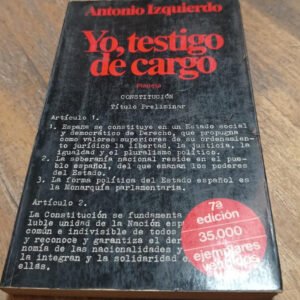 Antonio Izquierdo
Yo, testigo
de cargo
PLANETA
CONSTITUCIÓN
Título Preliminar
Artículo 1.
1. España se constituye en un Estado social
y democrático de Derecho, que propugna
como valores superiores de su ordenamien-
to jurídico la libertad, la justicia, la
igualdad y el pluralismo político.
2. La soberanía nacional reside en el pue-
blo español, del que emanan los poderes
del Estado.
3. La forma política del Estado español es
la Monarquía parlamentaria.
Artículo 2.
La Constitución se fundamenta
luble unidad de la Nación esp
común e indivisible de todos
y reconoce y garantiza el der
nomía de las nacionalidades y
la integran y la solidaridad e
ellas.
7ª
edición
35.000
ejemplares